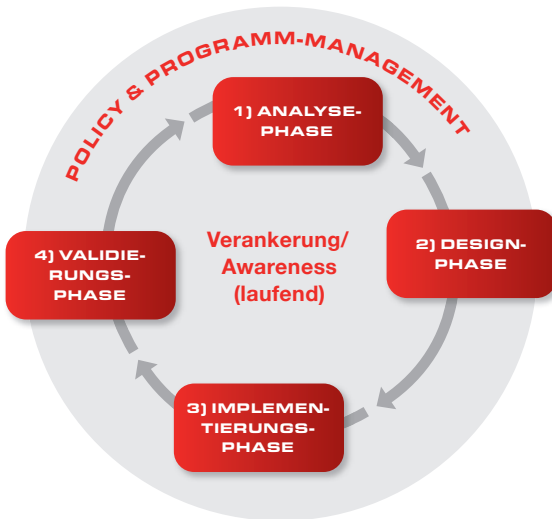 POLICY & PROGRAMM-MANAGEMENT
1) ANALYSE-
PHASE
2) DESIGN-
PHASE
Verankerung/
Awareness
(laufend)
4) VALIDIE-
RUNGS-
PHASE
3) IMPLEMEN-
TIERUNGS-
PHASE